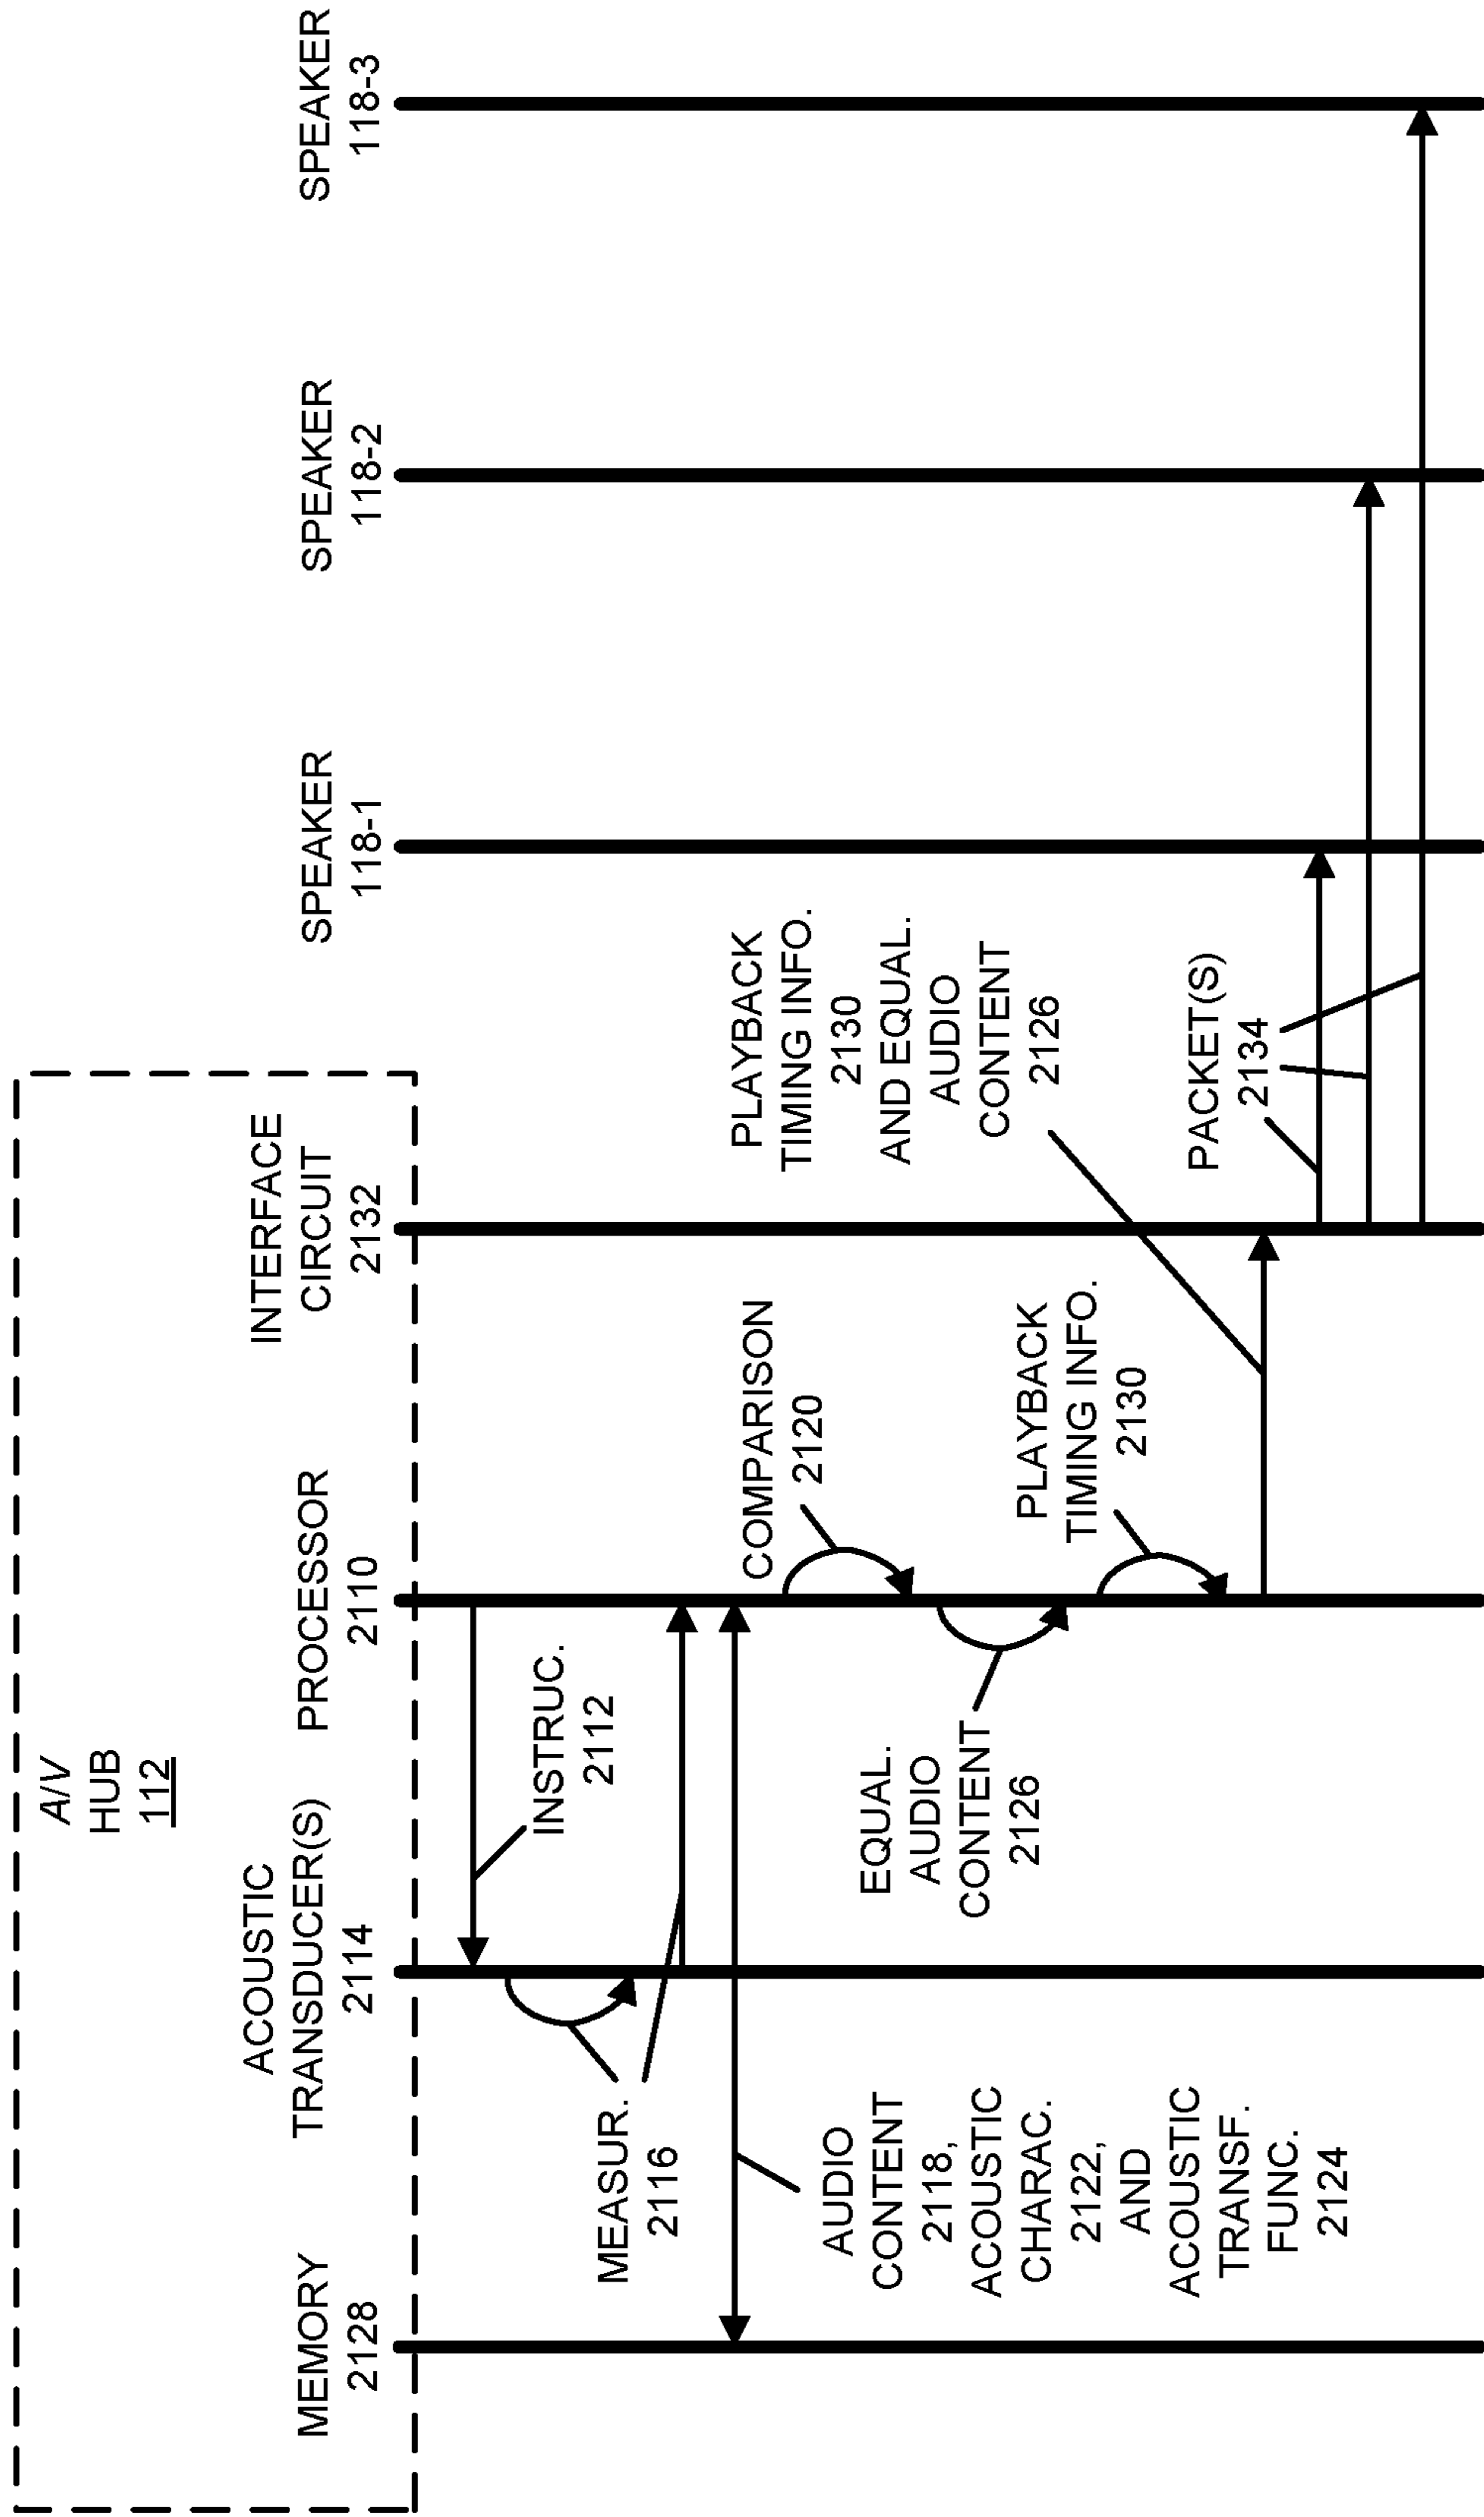 A/V
HUB
112
MEMORY
2128
ACOUSTIC
TRANSDUCER(S)
2114
PROCESSOR
2110
INTERFACE
CIRCUIT
2132
SPEAKER
118-1
SPEAKER
118-2
SPEAKER
118-3
INSTRUC.
2112
MEASUR.
2116
AUDIO
CONTENT
2118,
ACOUSTIC
CHARAC.
2122,
AND
ACOUSTIC
TRANSF.
FUNC.
2124
COMPARISON
2120
EQUAL.
AUDIO
CONTENT
2126
PLAYBACK
TIMING INFO.
2130
PLAYBACK
TIMING INFO.
2130
AND EQUAL.
AUDIO
CONTENT
2126
PACKET(S)
2134